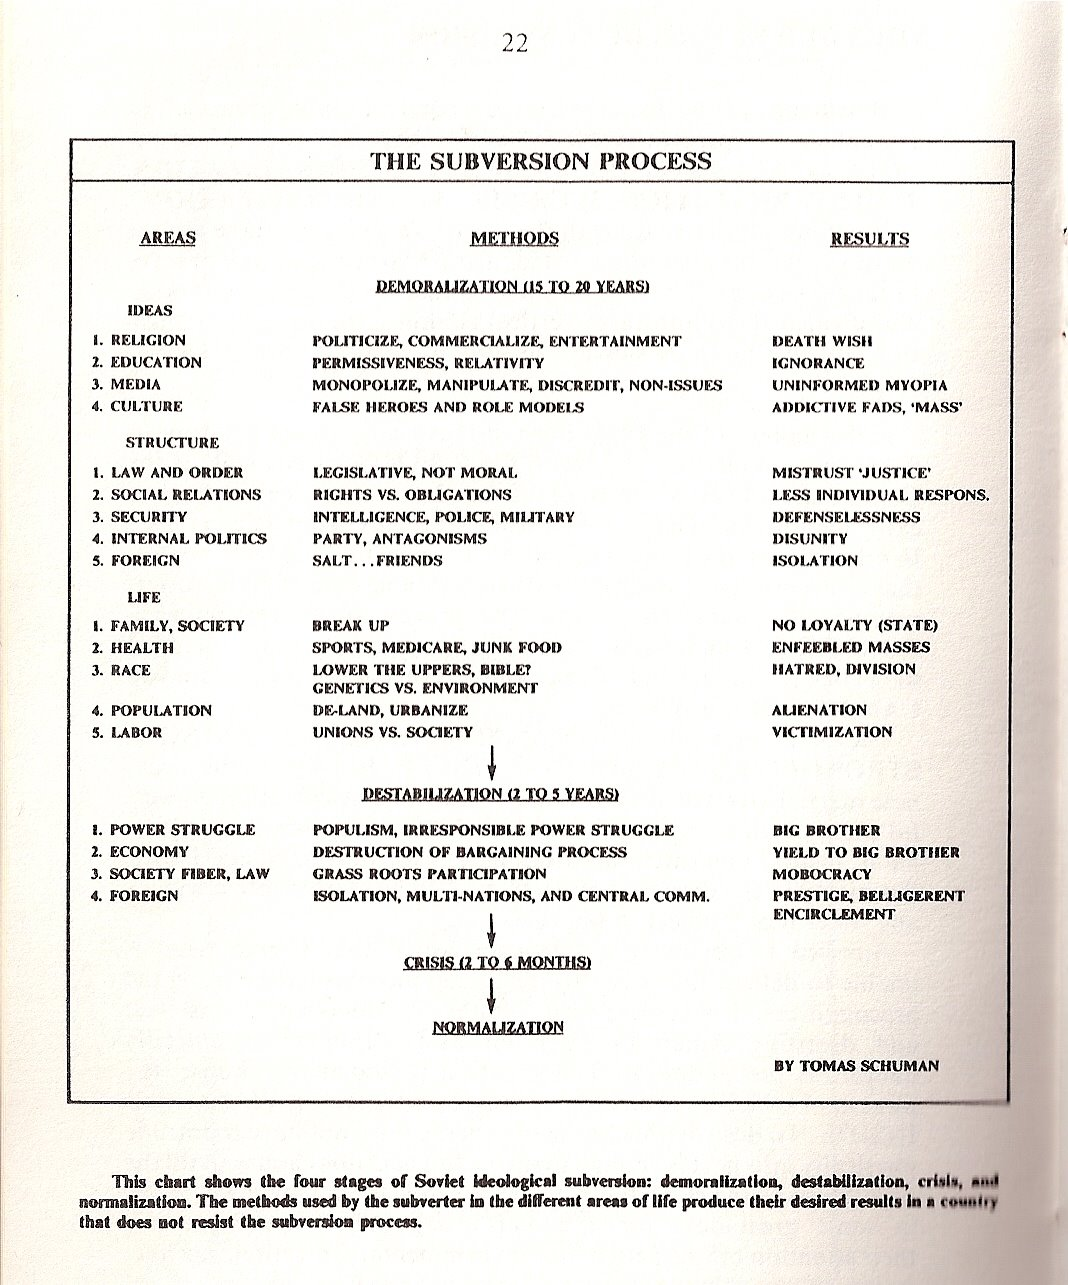 22
THE SUBVERSION PROCESS
AREAS METHODS RESULTS
DEMORALIZATION (15 TO 20 YEARS)
IDEAS
1. RELIGION POLITICIZE, COMMERCIALIZE, ENTERTAINMENT DEATH WISH
2. EDUCATION PERMISSIVENESS, RELATIVITY IGNORANCE
3. MEDIA MONOPOLIZE, MANIPULATE, DISCREDIT, NON-ISSUES UNINFORMED MYOPIA
4. CULTURE FALSE HEROES AND ROLE MODELS ADDICTIVE FADS, 'MASS'
STRUCTURE
1. LAW AND ORDER LEGISLATIVE, NOT MORAL MISTRUST 'JUSTICE'
2. SOCIAL RELATIONS RIGHTS VS. OBLIGATIONS LESS INDIVIDUAL RESPONS.
3. SECURITY INTELLIGENCE, POLICE, MILITARY DEFENSELESSNESS
4. INTERNAL POLITICS PARTY, ANTAGONISMS DISUNITY
5. FOREIGN SALT...FRIENDS ISOLATION
LIFE
1. FAMILY, SOCIETY BREAK UP NO LOYALTY (STATE)
2. HEALTH SPORTS, MEDICARE, JUNK FOOD ENFEEBLED MASSES
3. RACE LOWER THE UPPERS, BIBLE? HATRED, DIVISION
GENETICS VS. ENVIRONMENT
4. POPULATION DE-LAND, URBANIZE ALIENATION
5. LABOR UNIONS VS. SOCIETY VICTIMIZATION
DESTABILIZATION (2 TO 5 YEARS)
1. POWER STRUGGLE POPULISM, IRRESPONSIBLE POWER STRUGGLE BIG BROTHER
2. ECONOMY DESTRUCTION OF BARGAINING PROCESS YIELD TO BIG BROTHER
3. SOCIETY FIBER, LAW GRASS ROOTS PARTICIPATION MOBOCRACY
4. FOREIGN ISOLATION, MULTI-NATIONS, AND CENTRAL COMM. PRESTIGE, BELLIGERENT
ENCIRCLEMENT
CRISIS (2 TO 6 MONTHS)
NORMALIZATION
BY TOMAS SCHUMAN
This chart shows the four stages of Soviet ideological subversion: demoralization, destabilization, crisis, and
normalization. The methods used by the subverter in the different areas of life produce their desired results in a country
that does not resist the subversion process.